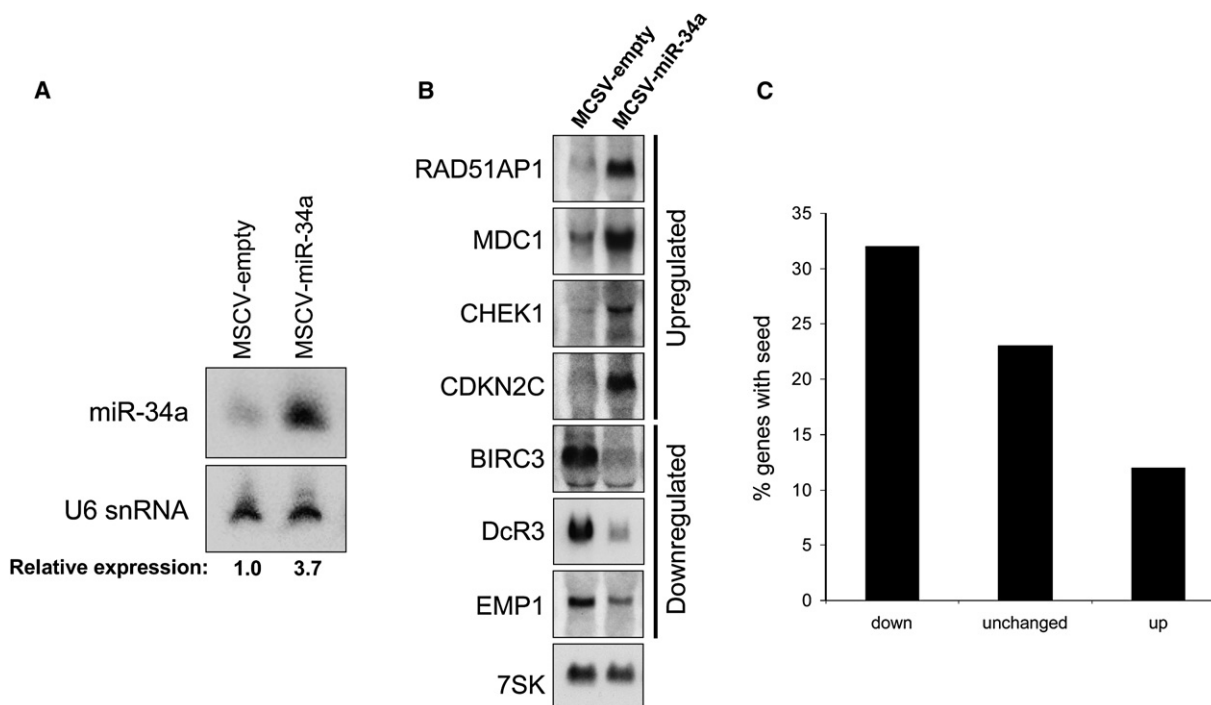 A
MSCV-empty
MSCV-miR-34a
miR-34a
U6 snRNA
Relative expression: 1.0 3.7
B
MCSV-empty
MCSV-miR-34a
RAD51AP1
MDC1
CHEK1
CDKN2C
Upregulated
BIRC3
DcR3
EMP1
Downregulated
7SK
C
% genes with seed
35
30
25
20
15
10
5
0
down unchanged up